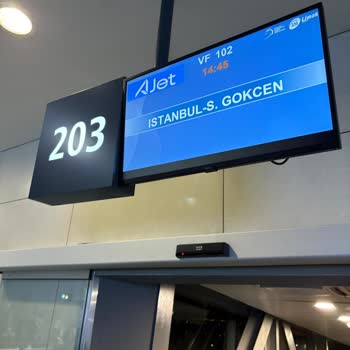 203
AJet
VF 102
14:45
ISTANBUL-S. GOKCEN